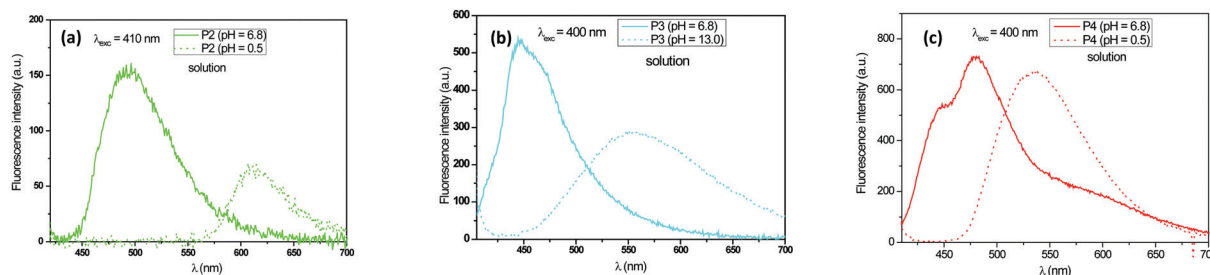 (a)
λexc = 410 nm
P2 (pH = 6.8)
P2 (pH = 0.5)
solution
Fluorescence intensity (a.u.)
200
150
100
50
0
450 500 550 600 650 700
λ (nm)
(b)
λexc = 400 nm
P3 (pH = 6.8)
P3 (pH = 13.0)
solution
Fluorescence intensity (a.u.)
600
500
400
300
200
100
0
450 500 550 600 650 700
λ (nm)
(c)
λexc = 400 nm
P4 (pH = 6.8)
P4 (pH = 0.5)
solution
Fluorescence intensity (a.u.)
800
600
400
200
0
450 500 550 600 650 700
λ (nm)